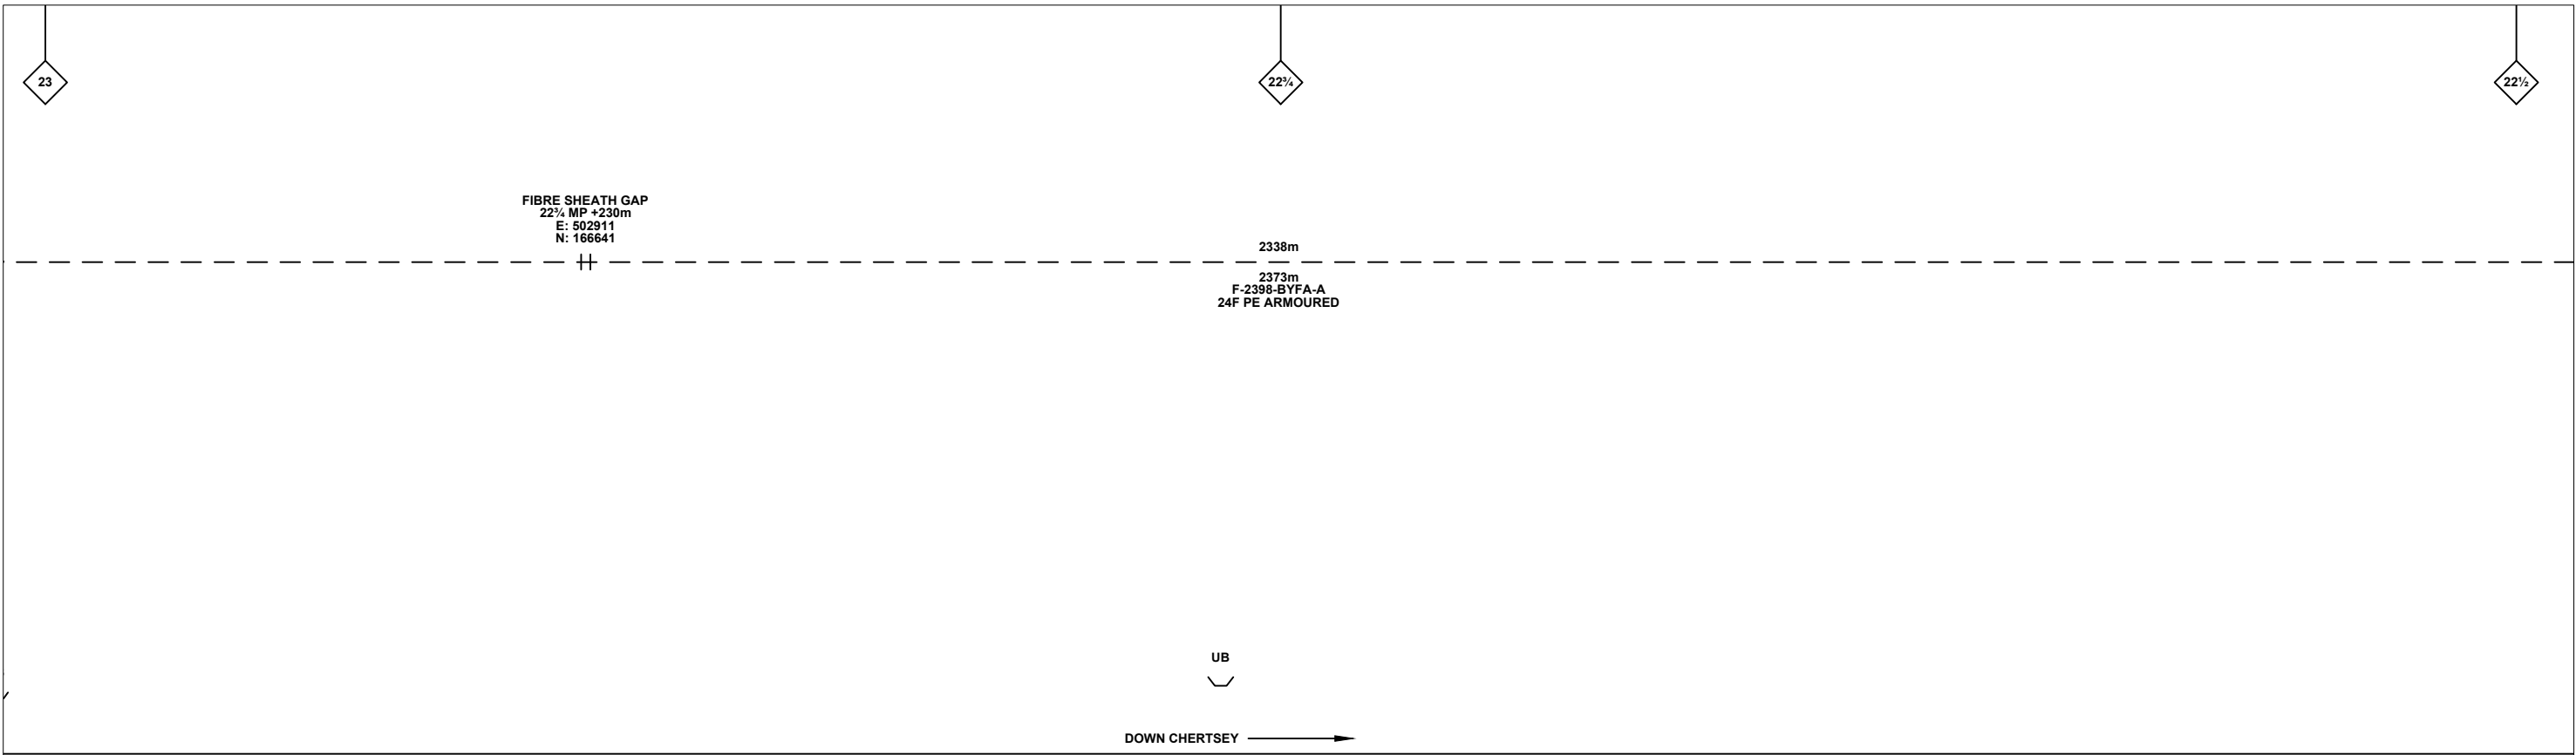 23
22¾
22½
FIBRE SHEATH GAP
22¾ MP +230m
E: 502911
N: 166641
2338m
2373m
F-2398-BYFA-A
24F PE ARMOURED
UB
DOWN CHERTSEY